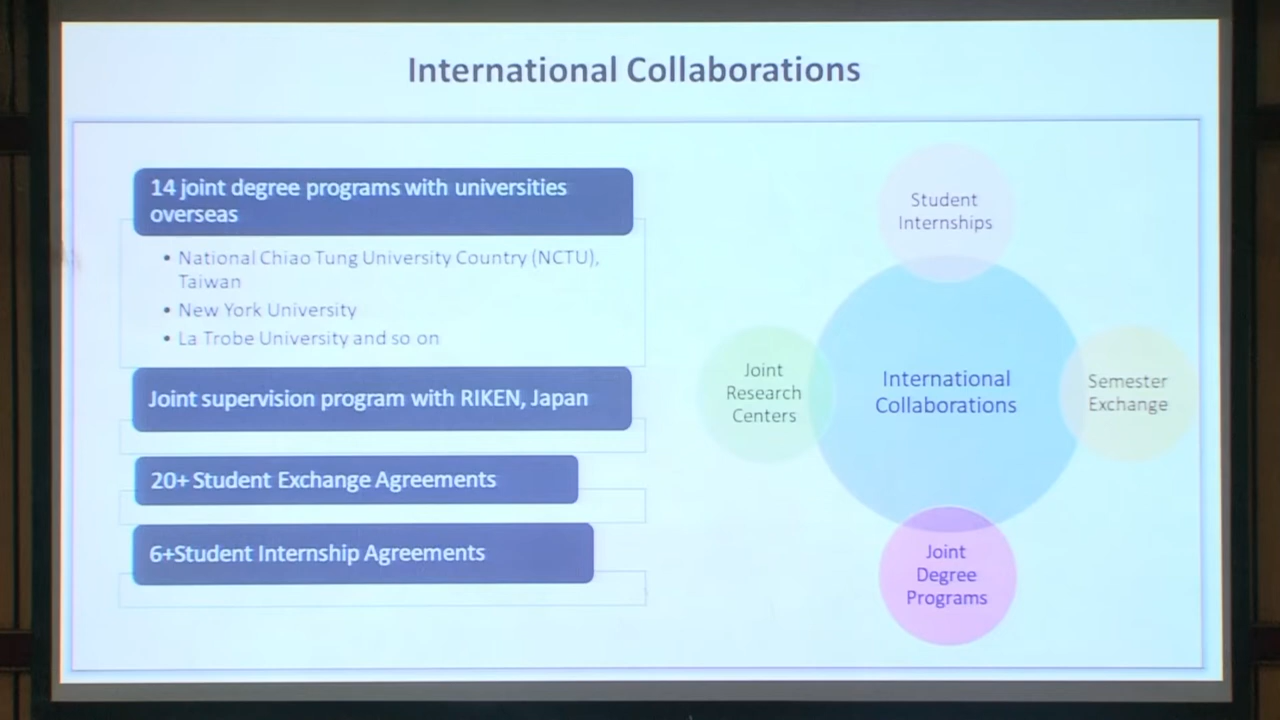 International Collaborations
14 joint degree programs with universities
overseas
• National Chiao Tung University Country (NCTU),
Taiwan
• New York University
• La Trobe University and so on
Joint supervision program with RIKEN, Japan
20+ Student Exchange Agreements
6+Student Internship Agreements
Student
Internships
Joint
Research
Centers
International
Collaborations
Semester
Exchange
Joint
Degree
Programs